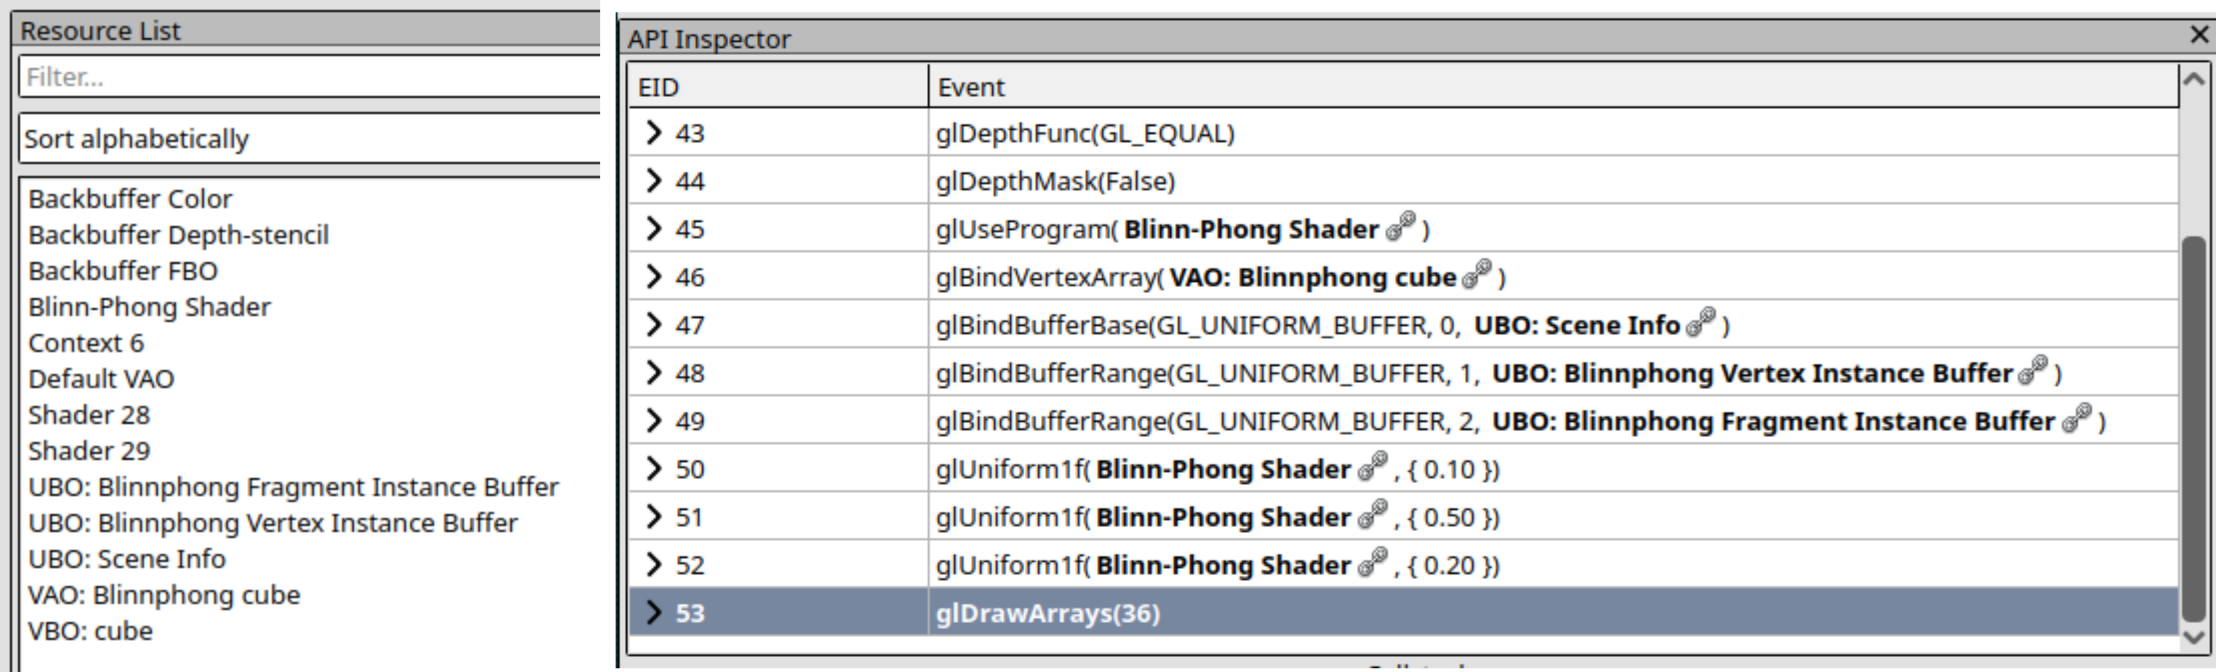 Resource List
Filter...
Sort alphabetically
Backbuffer Color
Backbuffer Depth-stencil
Backbuffer FBO
Blinn-Phong Shader
Context 6
Default VAO
Shader 28
Shader 29
UBO: Blinnphong Fragment Instance Buffer
UBO: Blinnphong Vertex Instance Buffer
UBO: Scene Info
VAO: Blinnphong cube
VBO: cube
API Inspector
EID Event
43 glDepthFunc(GL_EQUAL)
44 glDepthMask(False)
45 glUseProgram( Blinn-Phong Shader )
46 glBindVertexArray( VAO: Blinnphong cube )
47 glBindBufferBase(GL_UNIFORM_BUFFER, 0, UBO: Scene Info )
48 glBindBufferRange(GL_UNIFORM_BUFFER, 1, UBO: Blinnphong Vertex Instance Buffer )
49 glBindBufferRange(GL_UNIFORM_BUFFER, 2, UBO: Blinnphong Fragment Instance Buffer )
50 glUniform1f( Blinn-Phong Shader , { 0.10 })
51 glUniform1f( Blinn-Phong Shader , { 0.50 })
52 glUniform1f( Blinn-Phong Shader , { 0.20 })
53 glDrawArrays(36)